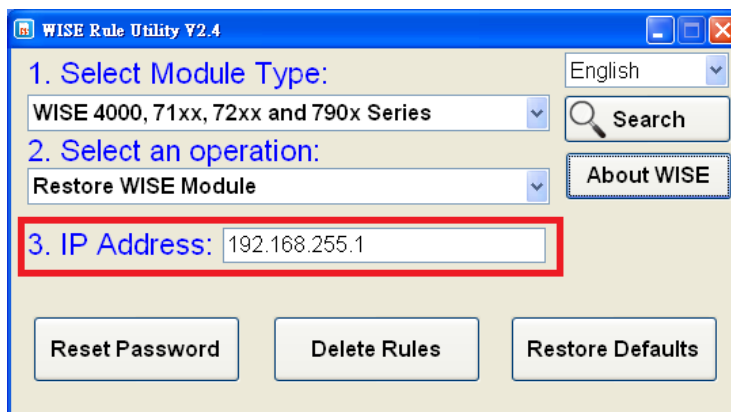 WISE Rule Utility V2.4
1. Select Module Type:
English
WISE 4000, 71xx, 72xx and 790x Series
Search
2. Select an operation:
About WISE
Restore WISE Module
3. IP Address: 192.168.255.1
Reset Password
Delete Rules
Restore Defaults